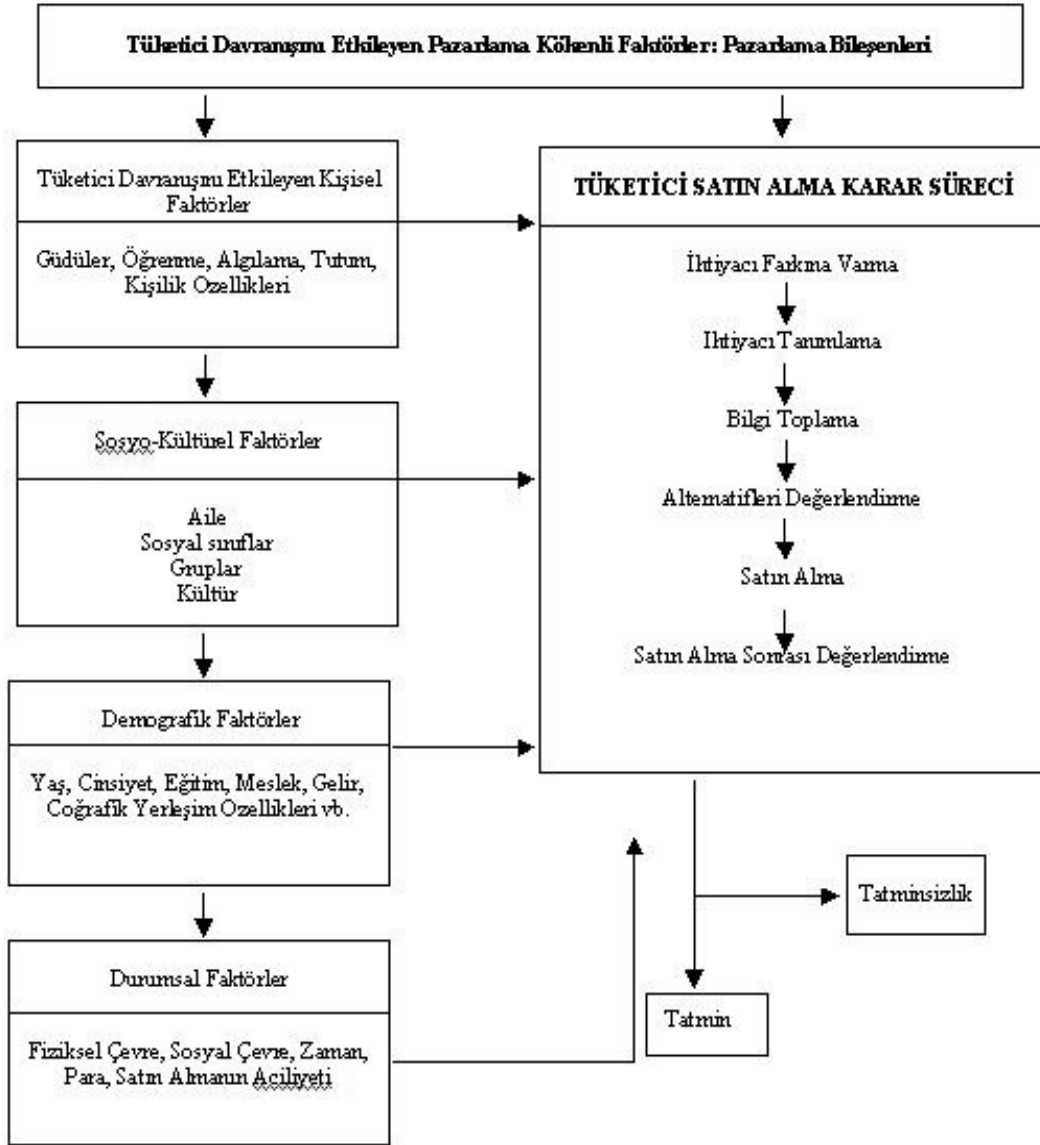 Tüketici Davranışını Etkileyen Pazarlama Kökenli Faktörler: Pazarlama Bileşenleri
Tüketici Davranışını Etkileyen Kişisel
Faktörler
Güdüler, Öğrenme, Algılama, Tutum,
Kişilik Ozellikleri
Sosyo-Kültürel Faktörler
Aile
Sosyal sınıflar
Gruplar
Kültür
Demografik Faktörler
Yaş, Cinsiyet, Eğitim, Meslek, Gelir,
Coğrafik Yerleşim Ozellikleri vb.
Durumsal Faktörler
Fiziksel Çevre, Sosyal Çevre, Zaman,
Para, Satın Almanın Aciliyeti
TÜKETİCİ SATIN ALMA KARAR SÜRECİ
İhtiyacı Farkına Varma
Ihtiyacı Tanımlama
Bilgi Toplama
Alternatifleri Değerlendirme
Satın Alma
Satın Alma Sonrası Değerlendirme
Tatminsizlik
Tatmin